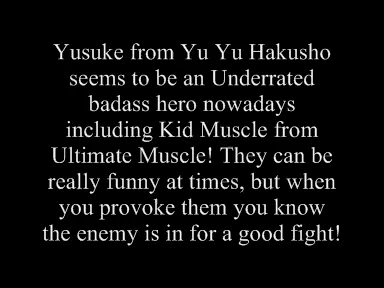 Yusuke from Yu Yu Hakusho
seems to be an Underrated
badass hero nowadays
including Kid Muscle from
Ultimate Muscle! They can be
really funny at times, but when
you provoke them you know
the enemy is in for a good fight!